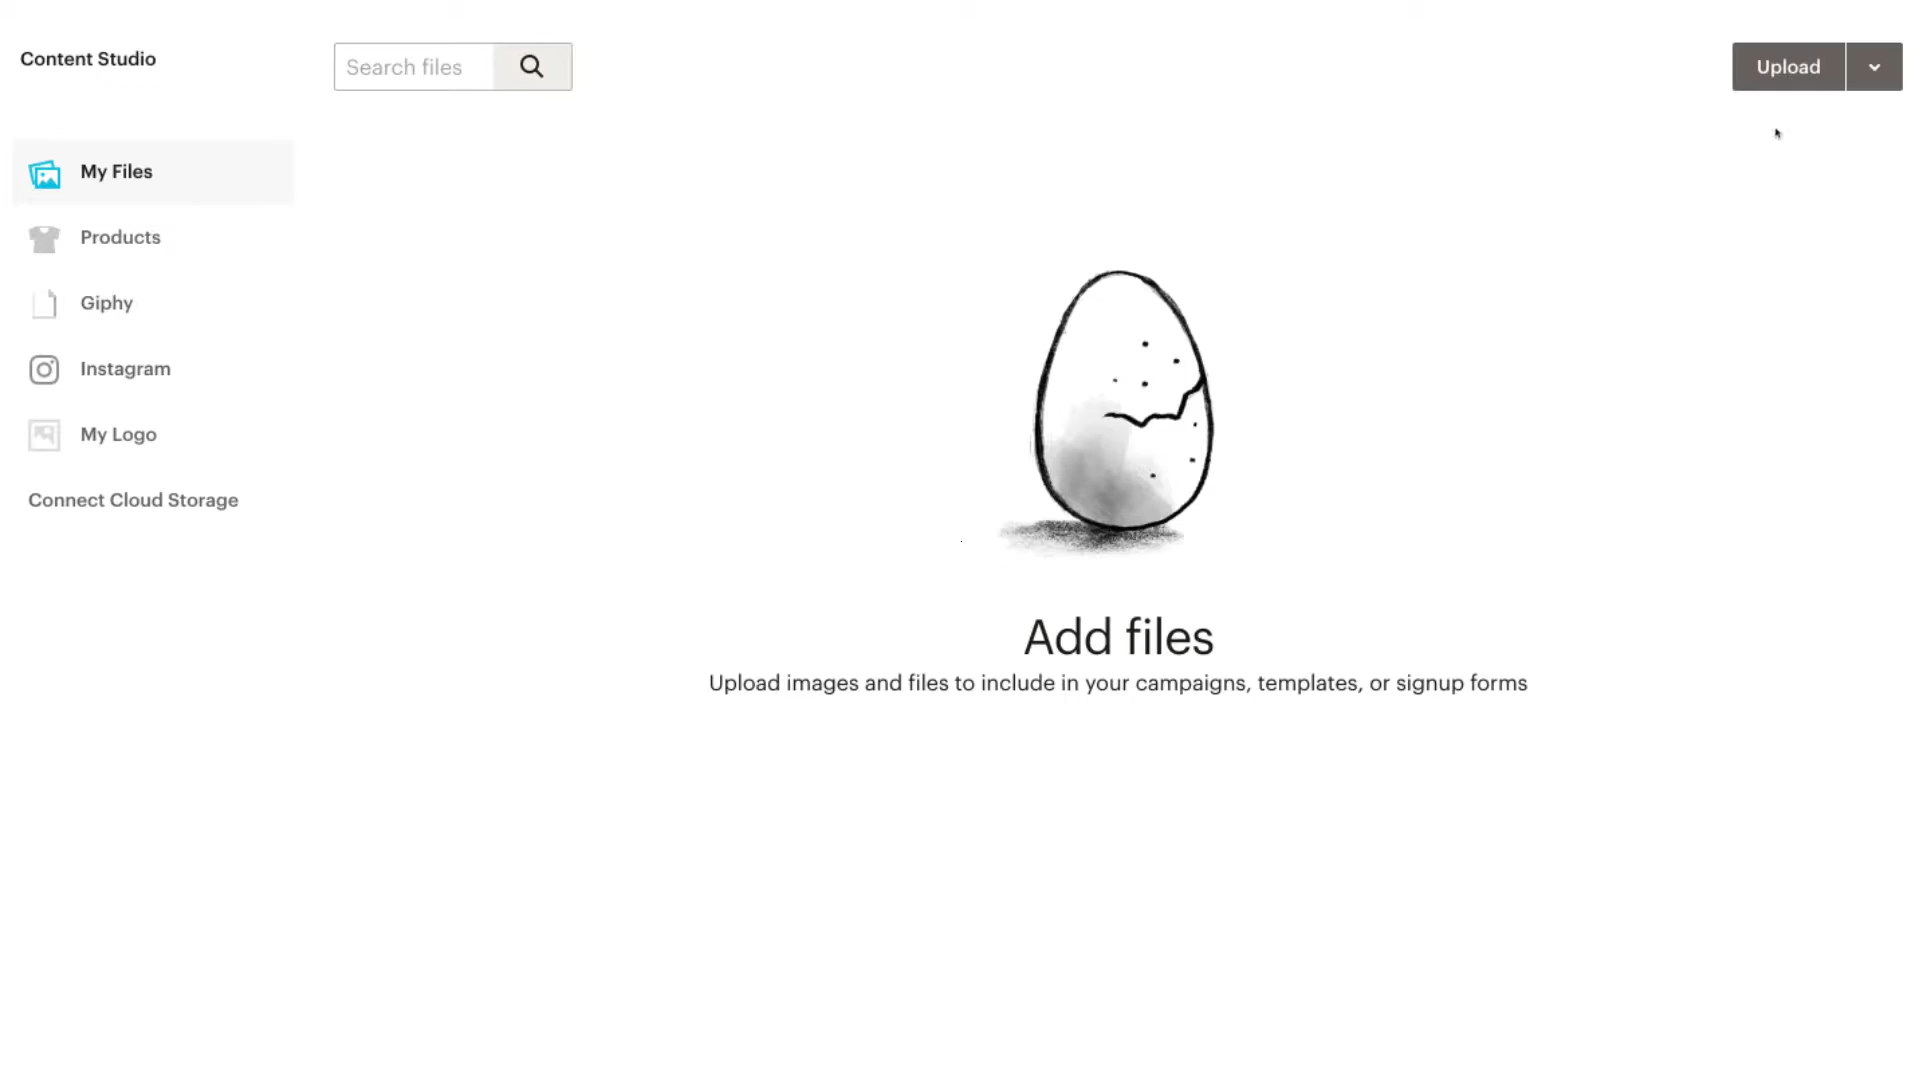 Content Studio
Search files
Upload
My Files
Products
Giphy
Instagram
My Logo
Connect Cloud Storage
Add files
Upload images and files to include in your campaigns, templates, or signup forms